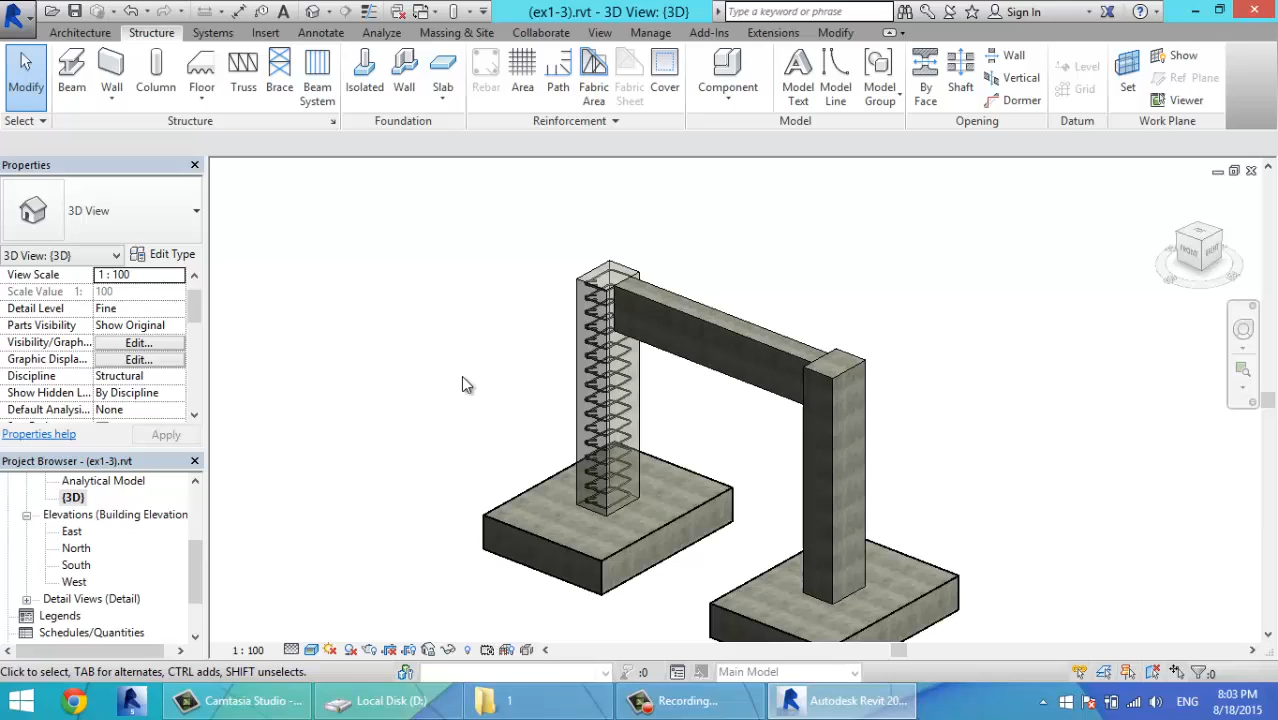 (ex1-3).rvt - 3D View: {3D}
Type a keyword or phrase
Sign In
Architecture Structure Systems Insert Annotate Analyze Massing & Site Collaborate View Manage Add-Ins Extensions Modify
Modify Beam Wall Column Floor Truss Brace Beam System Isolated Wall Slab Rebar Area Path Fabric Area Fabric Sheet Cover Component Model Text Model Line Model Group By Face Shaft Wall Vertical Dormer Level Grid Set Show Ref Plane Viewer
Select Structure Foundation Reinforcement Model Opening Datum Work Plane
Properties
3D View
3D View: {3D} Edit Type
View Scale 1 : 100
Scale Value 1: 100
Detail Level Fine
Parts Visibility Show Original
Visibility/Graph... Edit...
Graphic Displa... Edit...
Discipline Structural
Show Hidden L... By Discipline
Default Analysi... None
Properties help Apply
Project Browser - (ex1-3).rvt
Analytical Model
{3D}
Elevations (Building Elevation
East
North
South
West
Detail Views (Detail)
Legends
Schedules/Quantities
FRONT RIGHT
1 : 100
Click to select, TAB for alternates, CTRL adds, SHIFT unselects.
:0
Main Model
:0
Camtasia Studio -...
Local Disk (D:)
1
Recording...
Autodesk Revit 20...
ENG
8:03 PM
8/18/2015